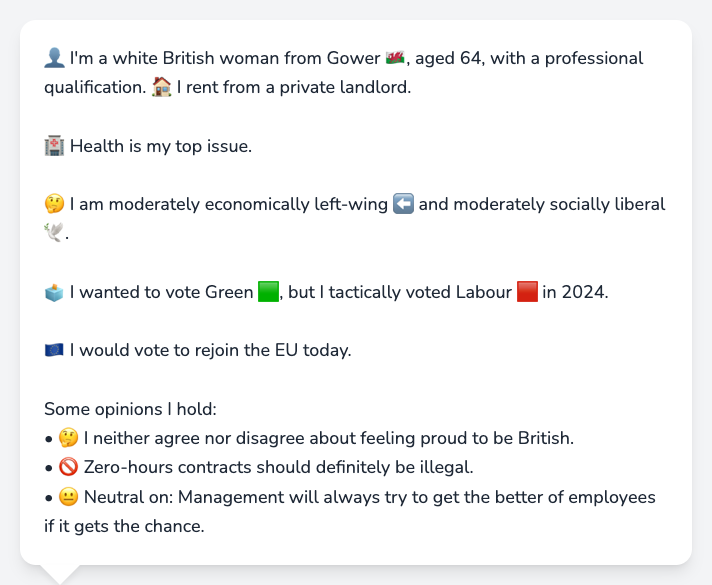 👤 I'm a white British woman from Gower 🏴󠁧󠁢󠁷󠁬󠁳󠁿, aged 64, with a professional
qualification. 🏠 I rent from a private landlord.
🏥 Health is my top issue.
🤔 I am moderately economically left-wing ⬅️ and moderately socially liberal
🕊️.
🗳️ I wanted to vote Green 🟩, but I tactically voted Labour 🟥 in 2024.
🇪🇺 I would vote to rejoin the EU today.
Some opinions I hold:
• 🤔 I neither agree nor disagree about feeling proud to be British.
• 🚫 Zero-hours contracts should definitely be illegal.
• 😐 Neutral on: Management will always try to get the better of employees
if it gets the chance.